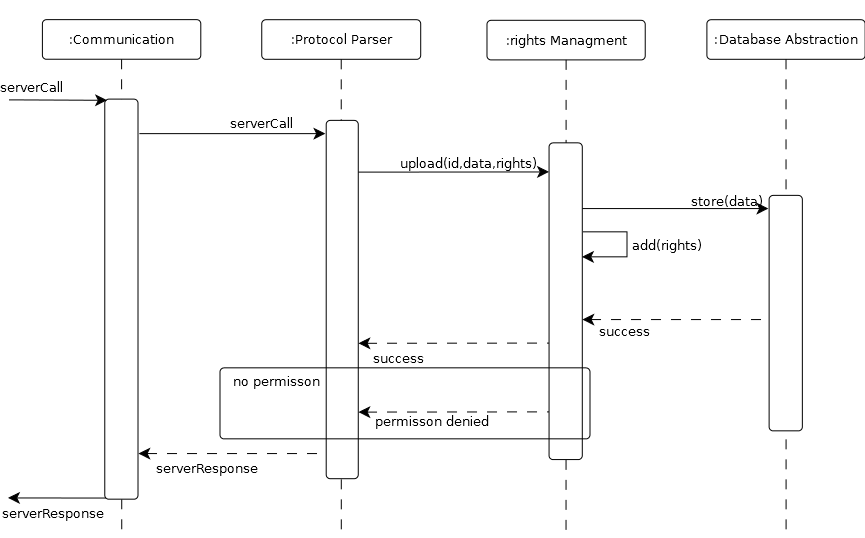 :Communication
:Protocol Parser
:rights Managment
:Database Abstraction
serverCall
serverCall
upload(id,data,rights)
store(data)
add(rights)
success
success
no permisson
permisson denied
serverResponse
serverResponse